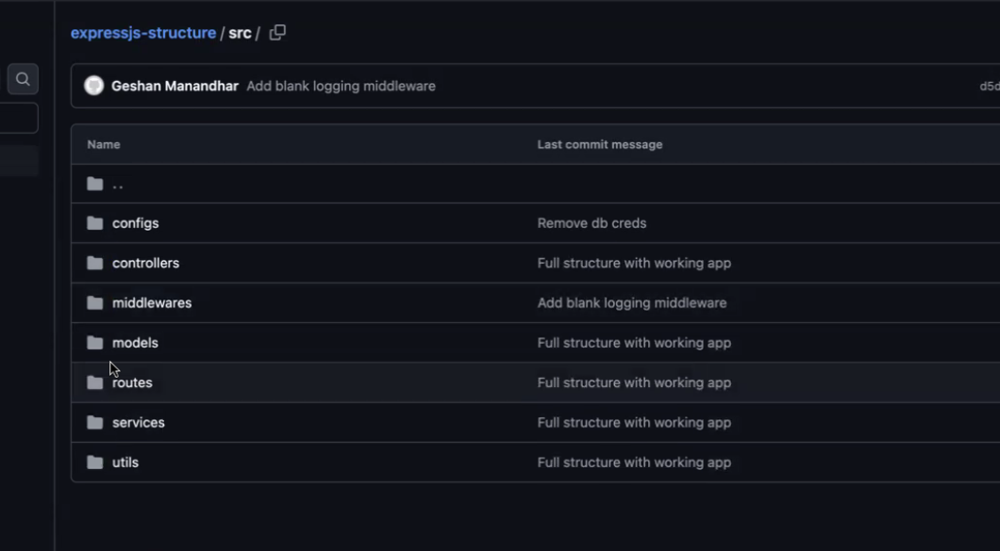 expressjs-structure / src /
Geshan Manandhar Add blank logging middleware
Name Last commit message
..
configs Remove db creds
controllers Full structure with working app
middlewares Add blank logging middleware
models Full structure with working app
routes Full structure with working app
services Full structure with working app
utils Full structure with working app